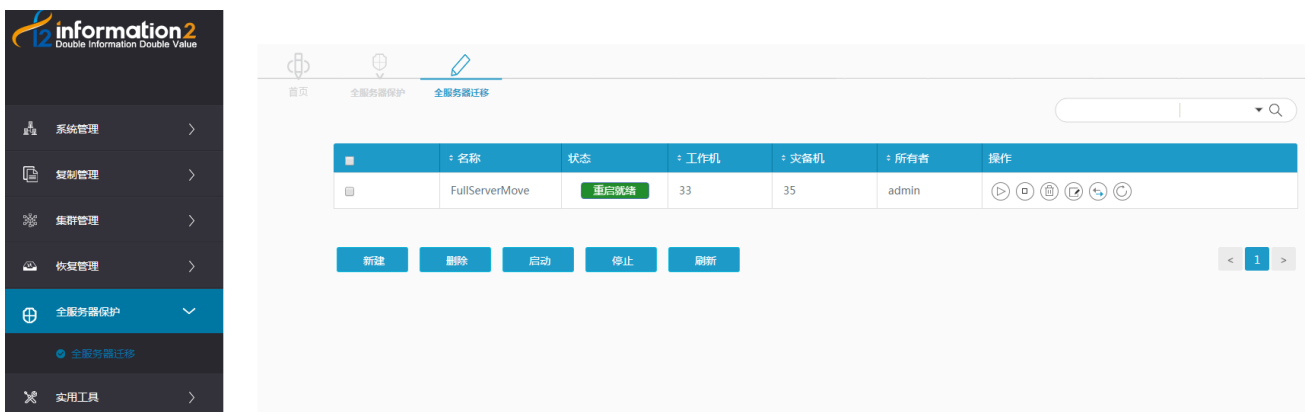 information2
Double Information Double Value
系统管理
复制管理
集群管理
恢复管理
全服务器保护
全服务器迁移
实用工具
首页 全服务器保护 全服务器迁移
名称 状态 工作机 灾备机 所有者 操作
FullServerMove 重启就绪 33 35 admin
新建 删除 启动 停止 刷新 < 1 >